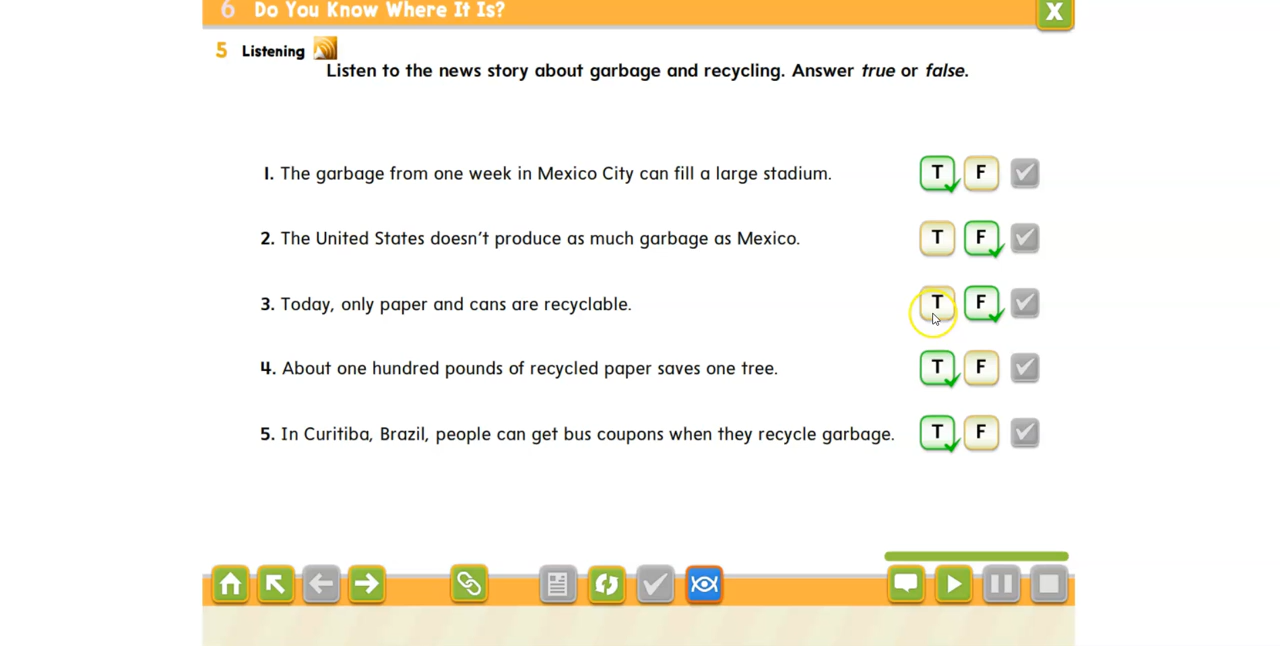 6 Do You Know Where It Is?
X
5 Listening
Listen to the news story about garbage and recycling. Answer true or false.
1. The garbage from one week in Mexico City can fill a large stadium. T F
2. The United States doesn't produce as much garbage as Mexico. T F
3. Today, only paper and cans are recyclable. T F
4. About one hundred pounds of recycled paper saves one tree. T F
5. In Curitiba, Brazil, people can get bus coupons when they recycle garbage. T F